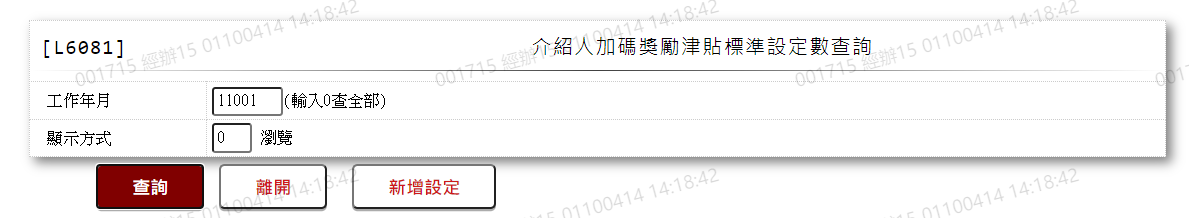 [L6081] 介紹人加碼獎勵津貼標準設定數查詢
工作年月 11001 (輸入0查全部)
顯示方式 0 瀏覽
查詢 離開 新增設定
001715 經辦15 01100414 14:18:42